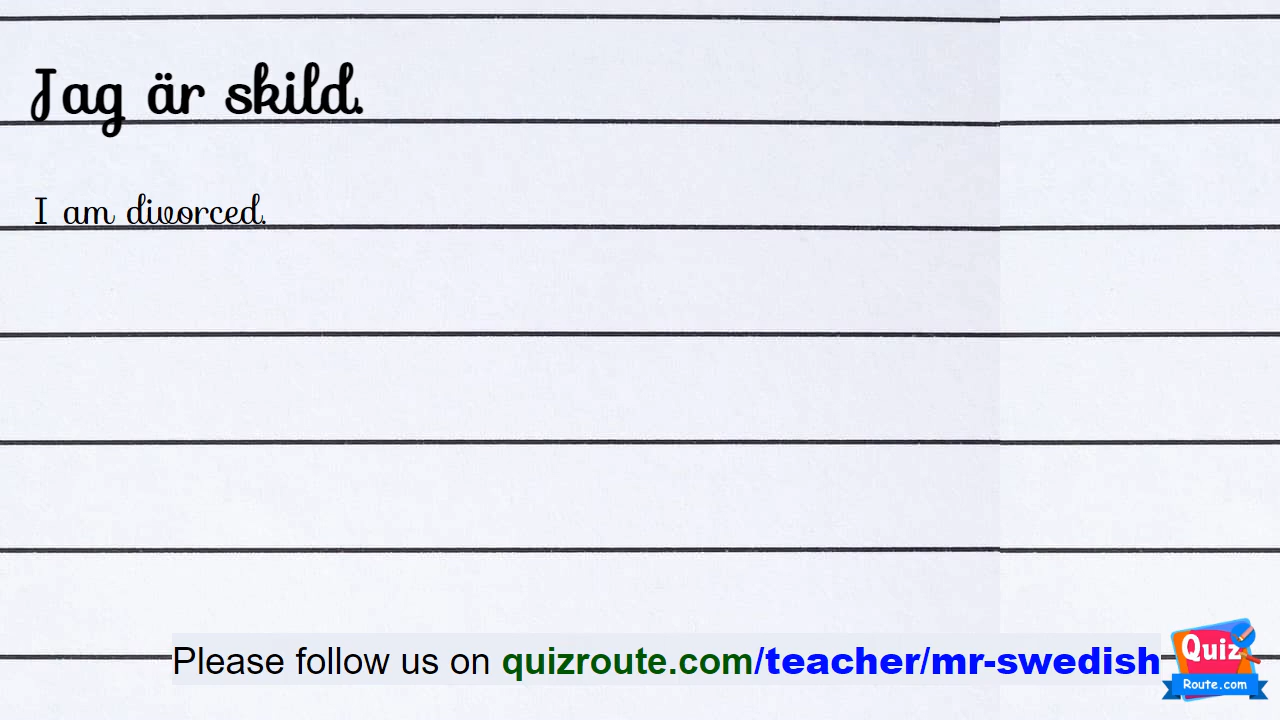 Jag är skild.
I am divorced.
Please follow us on quizroute.com/teacher/mr-swedish
Quiz
Route.com